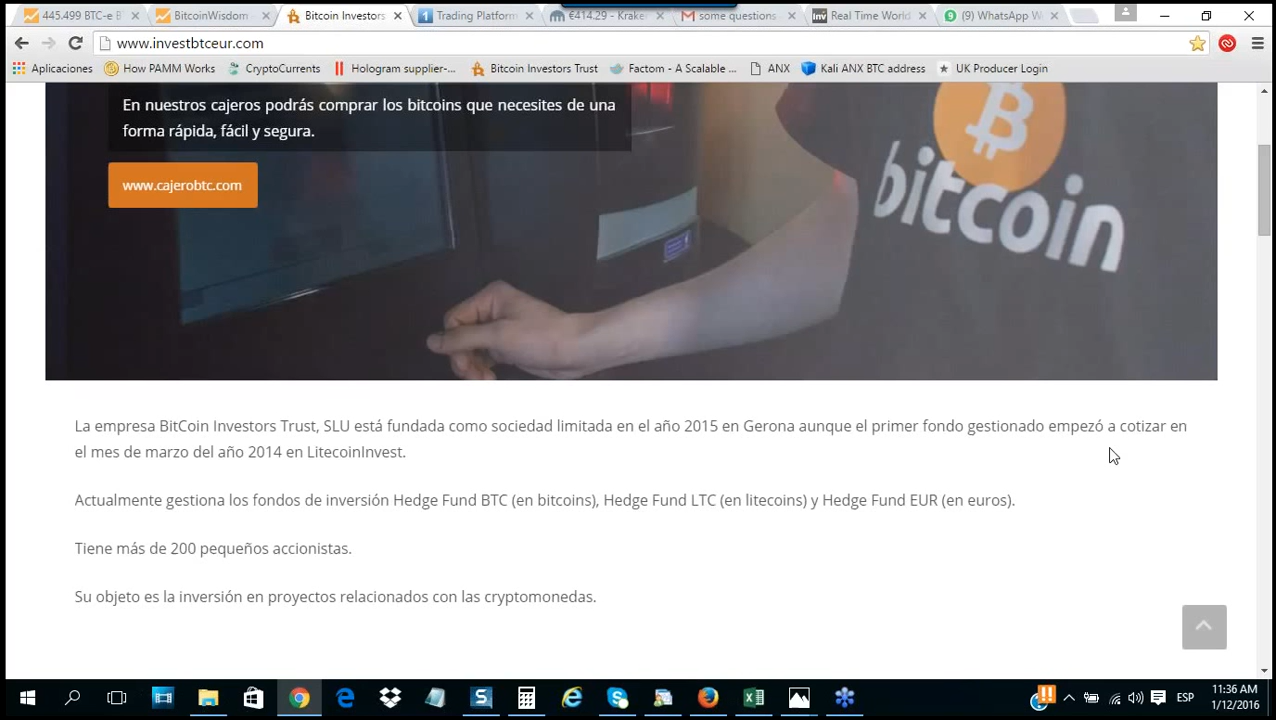 445.499 BTC-e B
BitcoinWisdom
Bitcoin Investors
Trading Platform
€414.29 - Kraken
some questions
Real Time World
(9) WhatsApp W
www.investbtceur.com
Aplicaciones
How PAMM Works
CryptoCurrents
Hologram supplier-...
Bitcoin Investors Trust
Factom - A Scalable ...
ANX
Kali ANX BTC address
UK Producer Login
En nuestros cajeros podrás comprar los bitcoins que necesites de una
forma rápida, fácil y segura.
www.cajerobtc.com
bitcoin
La empresa BitCoin Investors Trust, SLU está fundada como sociedad limitada en el año 2015 en Gerona aunque el primer fondo gestionado empezó a cotizar en
el mes de marzo del año 2014 en LitecoinInvest.
Actualmente gestiona los fondos de inversión Hedge Fund BTC (en bitcoins), Hedge Fund LTC (en litecoins) y Hedge Fund EUR (en euros).
Tiene más de 200 pequeños accionistas.
Su objeto es la inversión en proyectos relacionados con las cryptomonedas.
ESP
11:36 AM
1/12/2016